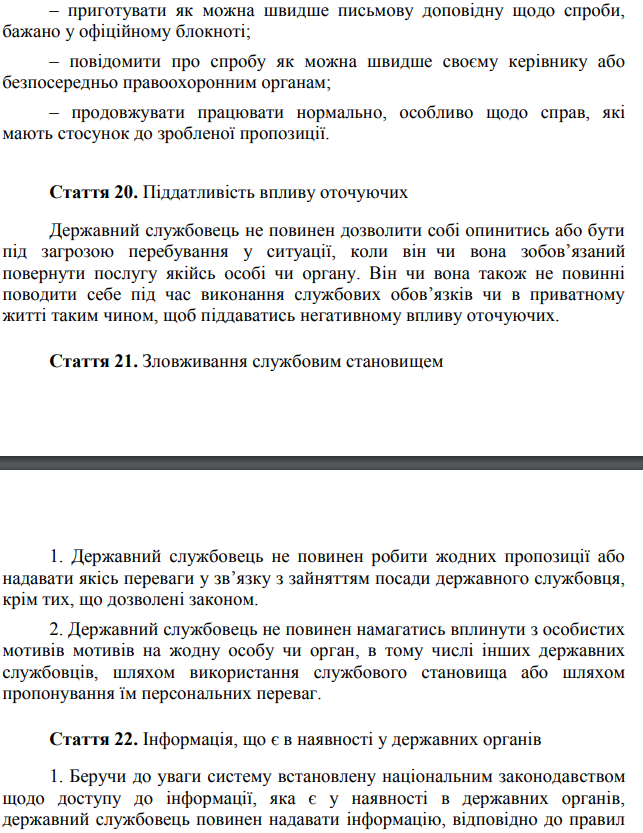 – приготувати як можна швидше письмову доповідну щодо спроби,
бажано у офіційному блокноті;
– повідомити про спробу як можна швидше своєму керівнику або
безпосередньо правоохоронним органам;
– продовжувати працювати нормально, особливо щодо справ, які
мають стосунок до зробленої пропозиції.
Стаття 20. Піддатливість впливу оточуючих
Державний службовець не повинен дозволити собі опинитись або бути
під загрозою перебування у ситуації, коли він чи вона зобов’язаний
повернути послугу якійсь особі чи органу. Він чи вона також не повинні
поводити себе під час виконання службових обов’язків чи в приватному
житті таким чином, щоб піддаватись негативному впливу оточуючих.
Стаття 21. Зловживання службовим становищем
1. Державний службовець не повинен робити жодних пропозиції або
надавати якісь переваги у зв’язку з зайняттям посади державного службовця,
крім тих, що дозволені законом.
2. Державний службовець не повинен намагатись вплинути з особистих
мотивів мотивів на жодну особу чи орган, в тому числі інших державних
службовців, шляхом використання службового становища або шляхом
пропонування їм персональних переваг.
Стаття 22. Інформація, що є в наявності у державних органів
1. Беручи до уваги систему встановлену національним законодавством
щодо доступу до інформації, яка є у наявності в державних органів,
державний службовець повинен надавати інформацію, відповідно до правил